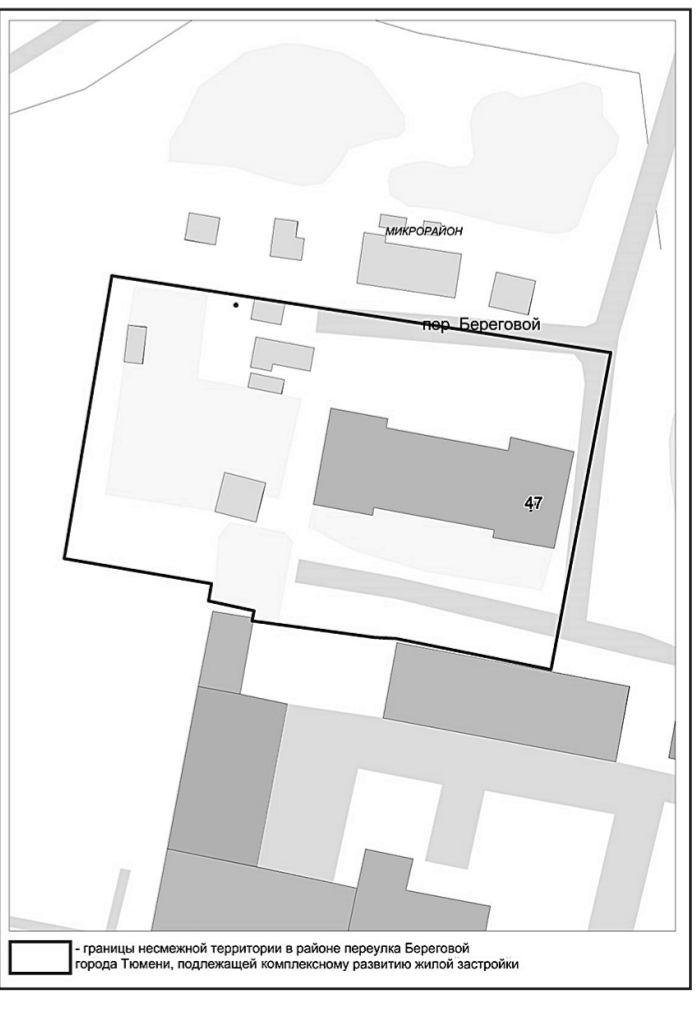 МИКРОРАЙОН
пер. Береговой
47
- границы несмежной территории в районе переулка Береговой
города Тюмени, подлежащей комплексному развитию жилой застройки